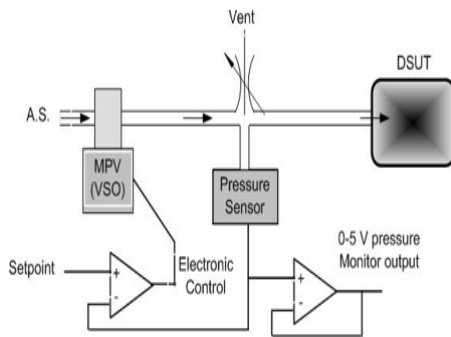 Vent
DSUT
A.S.
MPV
(VSO)
Pressure
Sensor
0-5 V pressure
Monitor output
Setpoint
+
-
Electronic
Control
+
-